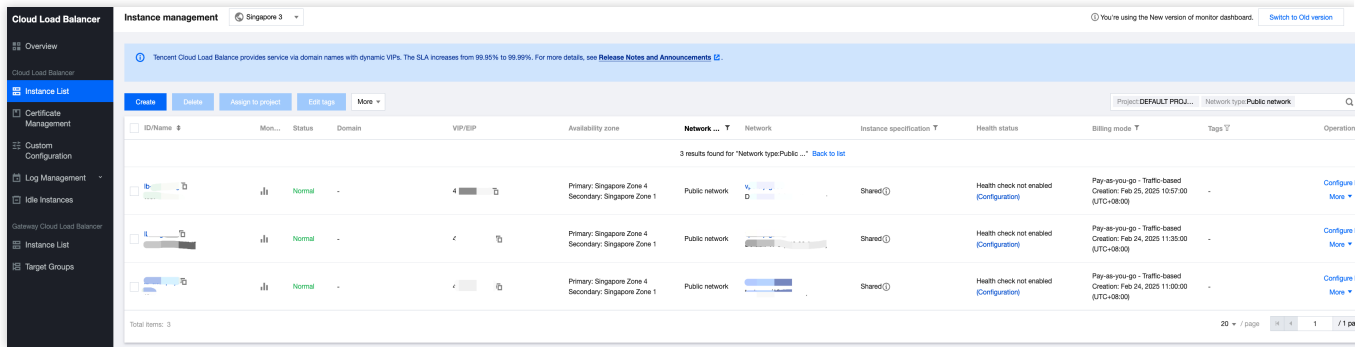 Cloud Load Balancer
Instance management
Singapore 3
You're using the New version of monitor dashboard.
Switch to Old version
Overview
Cloud Load Balancer
Instance List
Certificate
Management
Custom
Configuration
Log Management
Idle Instances
Gateway Cloud Load Balancer
Instance List
Target Groups
Tencent Cloud Load Balance provides service via domain names with dynamic VIPs. The SLA increases from 99.95% to 99.99%. For more details, see Release Notes and Announcements.
Create Delete Assign to project Edit tags More
Project:DEFAULT PROJ... Network type:Public network
ID/Name Mon... Status Domain VIP/EIP Availability zone Network ... Network Instance specification Health status Billing mode Tags Operation
3 results found for "Network type:Public ..." Back to list
lb- Normal - 4 Primary: Singapore Zone 4 Public network Shared Health check not enabled Pay-as-you-go - Traffic-based - Configure
Secondary: Singapore Zone 1 D (Configuration) Creation: Feb 25, 2025 10:57:00 More
(UTC+08:00)
Normal - Primary: Singapore Zone 4 Public network Shared Health check not enabled Pay-as-you-go - Traffic-based - Configure
Secondary: Singapore Zone 1 (Configuration) Creation: Feb 24, 2025 11:35:00 More
(UTC+08:00)
Normal - Primary: Singapore Zone 4 Public network Shared Health check not enabled Pay-as-you-go - Traffic-based - Configure
Secondary: Singapore Zone 1 (Configuration) Creation: Feb 24, 2025 11:00:00 More
(UTC+08:00)
Total items: 3
20 / page 1 / 1 pa